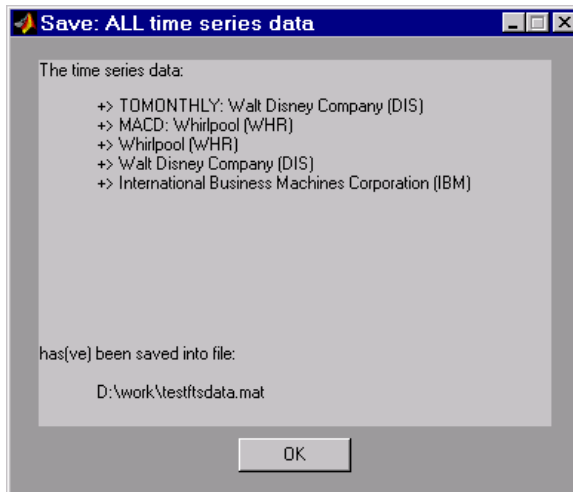 Save: ALL time series data
The time series data:
+> TOMONTHLY: Walt Disney Company (DIS)
+> MACD: Whirlpool (WHR)
+> Whirlpool (WHR)
+> Walt Disney Company (DIS)
+> International Business Machines Corporation (IBM)
has(ve) been saved into file:
D:\work\testftsdata.mat
OK